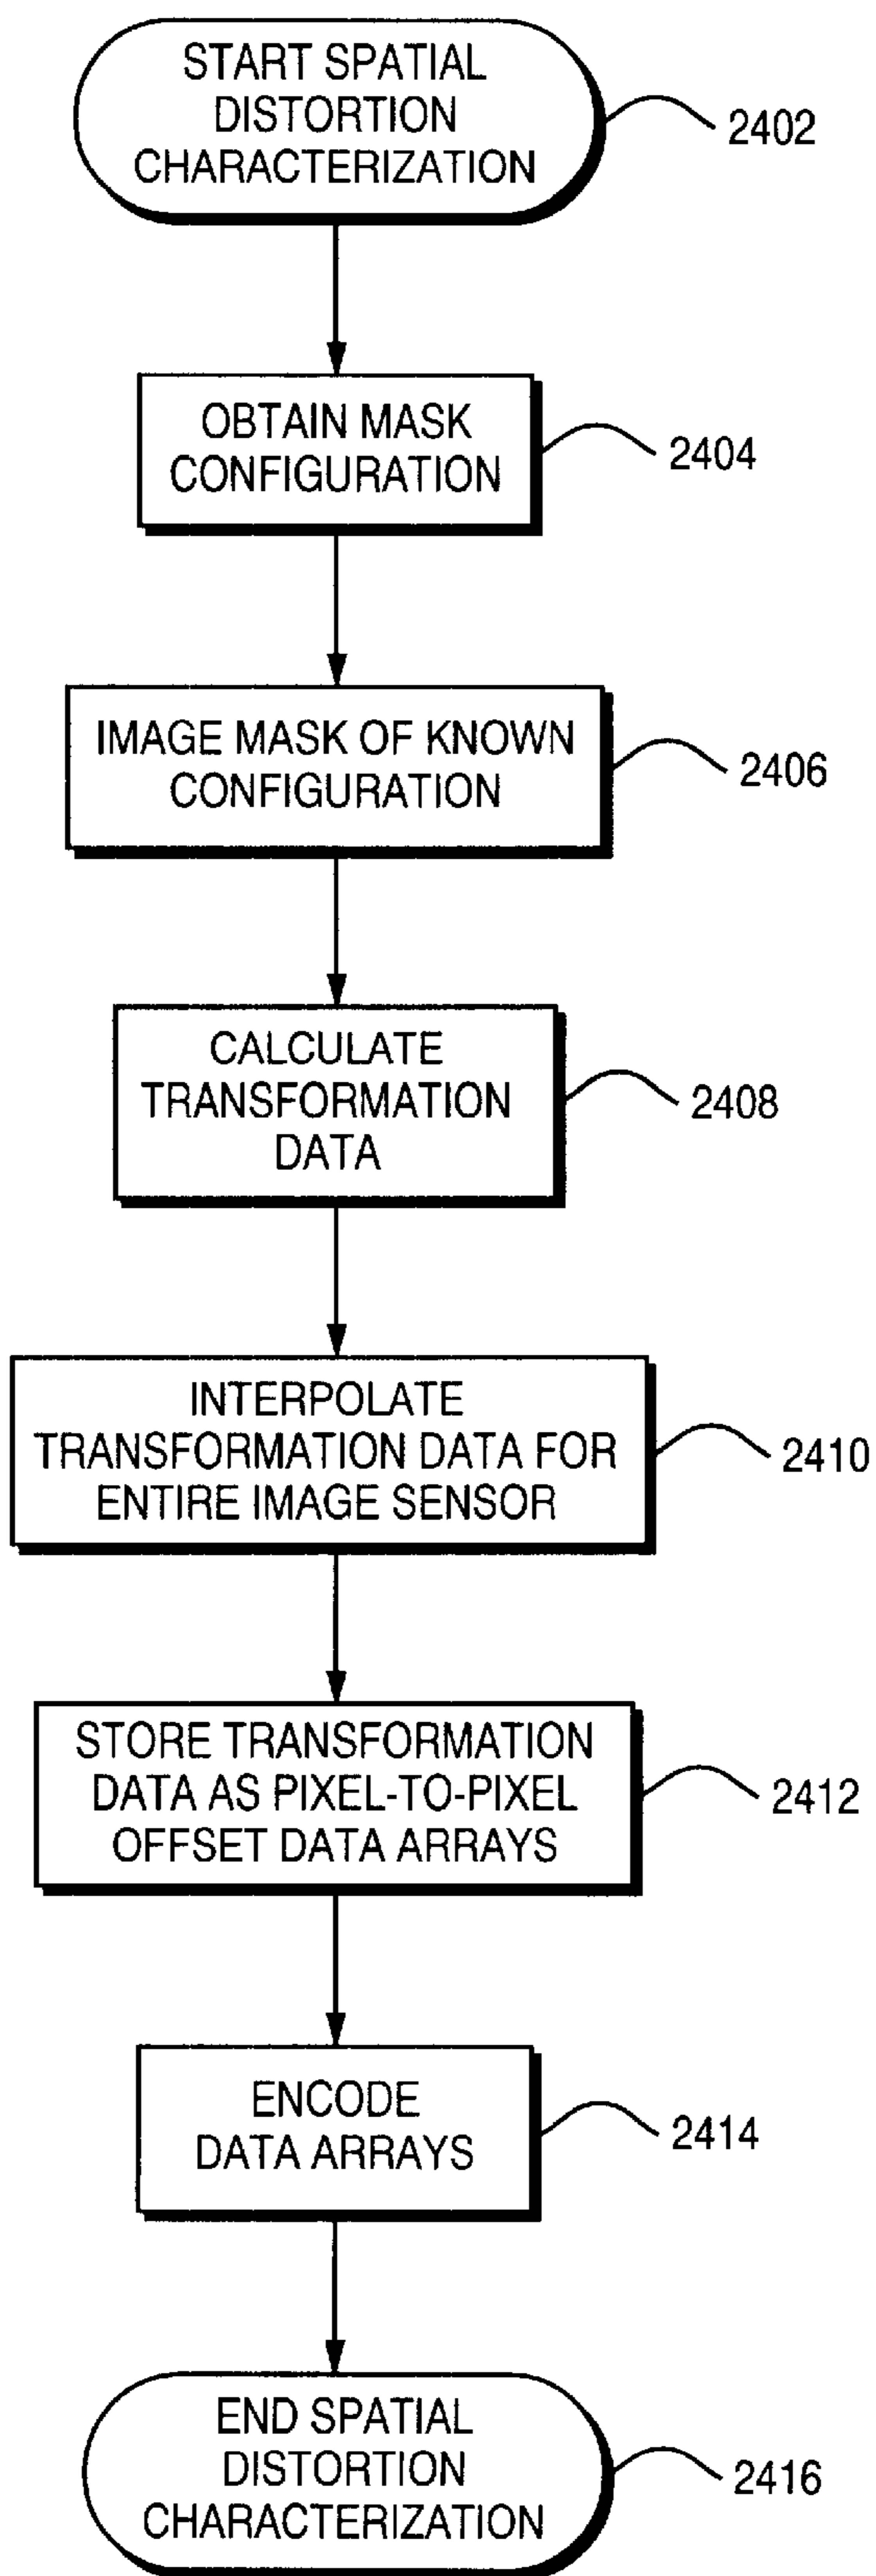 START SPATIAL
DISTORTION
CHARACTERIZATION
2402
OBTAIN MASK
CONFIGURATION
2404
IMAGE MASK OF KNOWN
CONFIGURATION
2406
CALCULATE
TRANSFORMATION
DATA
2408
INTERPOLATE
TRANSFORMATION DATA FOR
ENTIRE IMAGE SENSOR
2410
STORE TRANSFORMATION
DATA AS PIXEL-TO-PIXEL
OFFSET DATA ARRAYS
2412
ENCODE
DATA ARRAYS
2414
END SPATIAL
DISTORTION
CHARACTERIZATION
2416